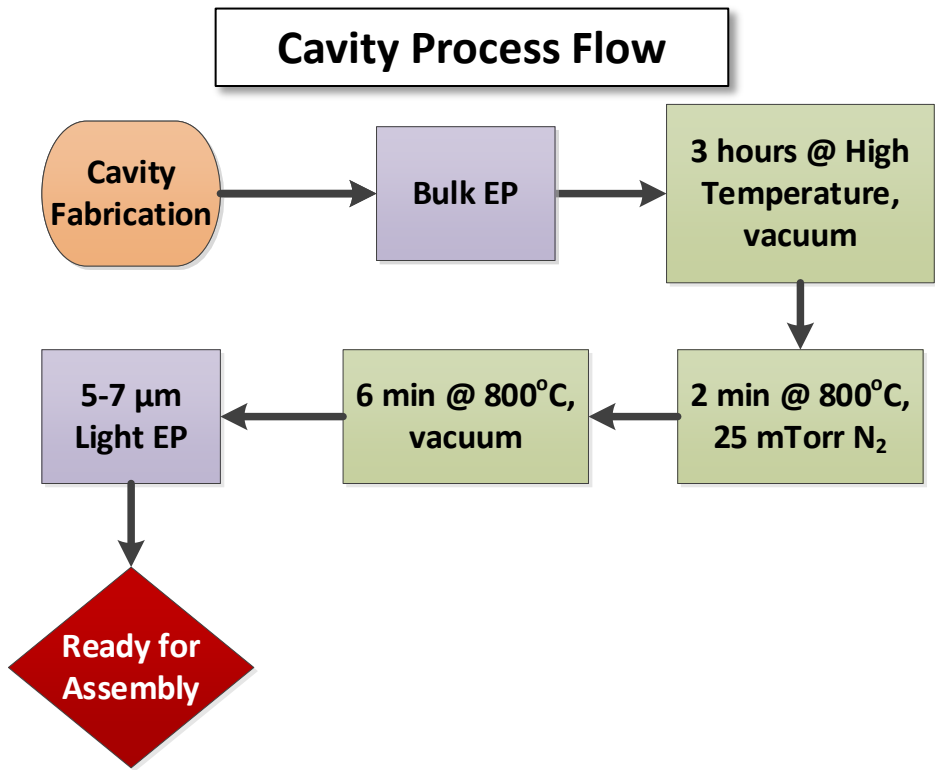 Cavity Process Flow
Cavity
Fabrication
Bulk EP
3 hours @ High
Temperature,
vacuum
2 min @ 800°C,
25 mTorr N₂
6 min @ 800°C,
vacuum
5-7 µm
Light EP
Ready for
Assembly